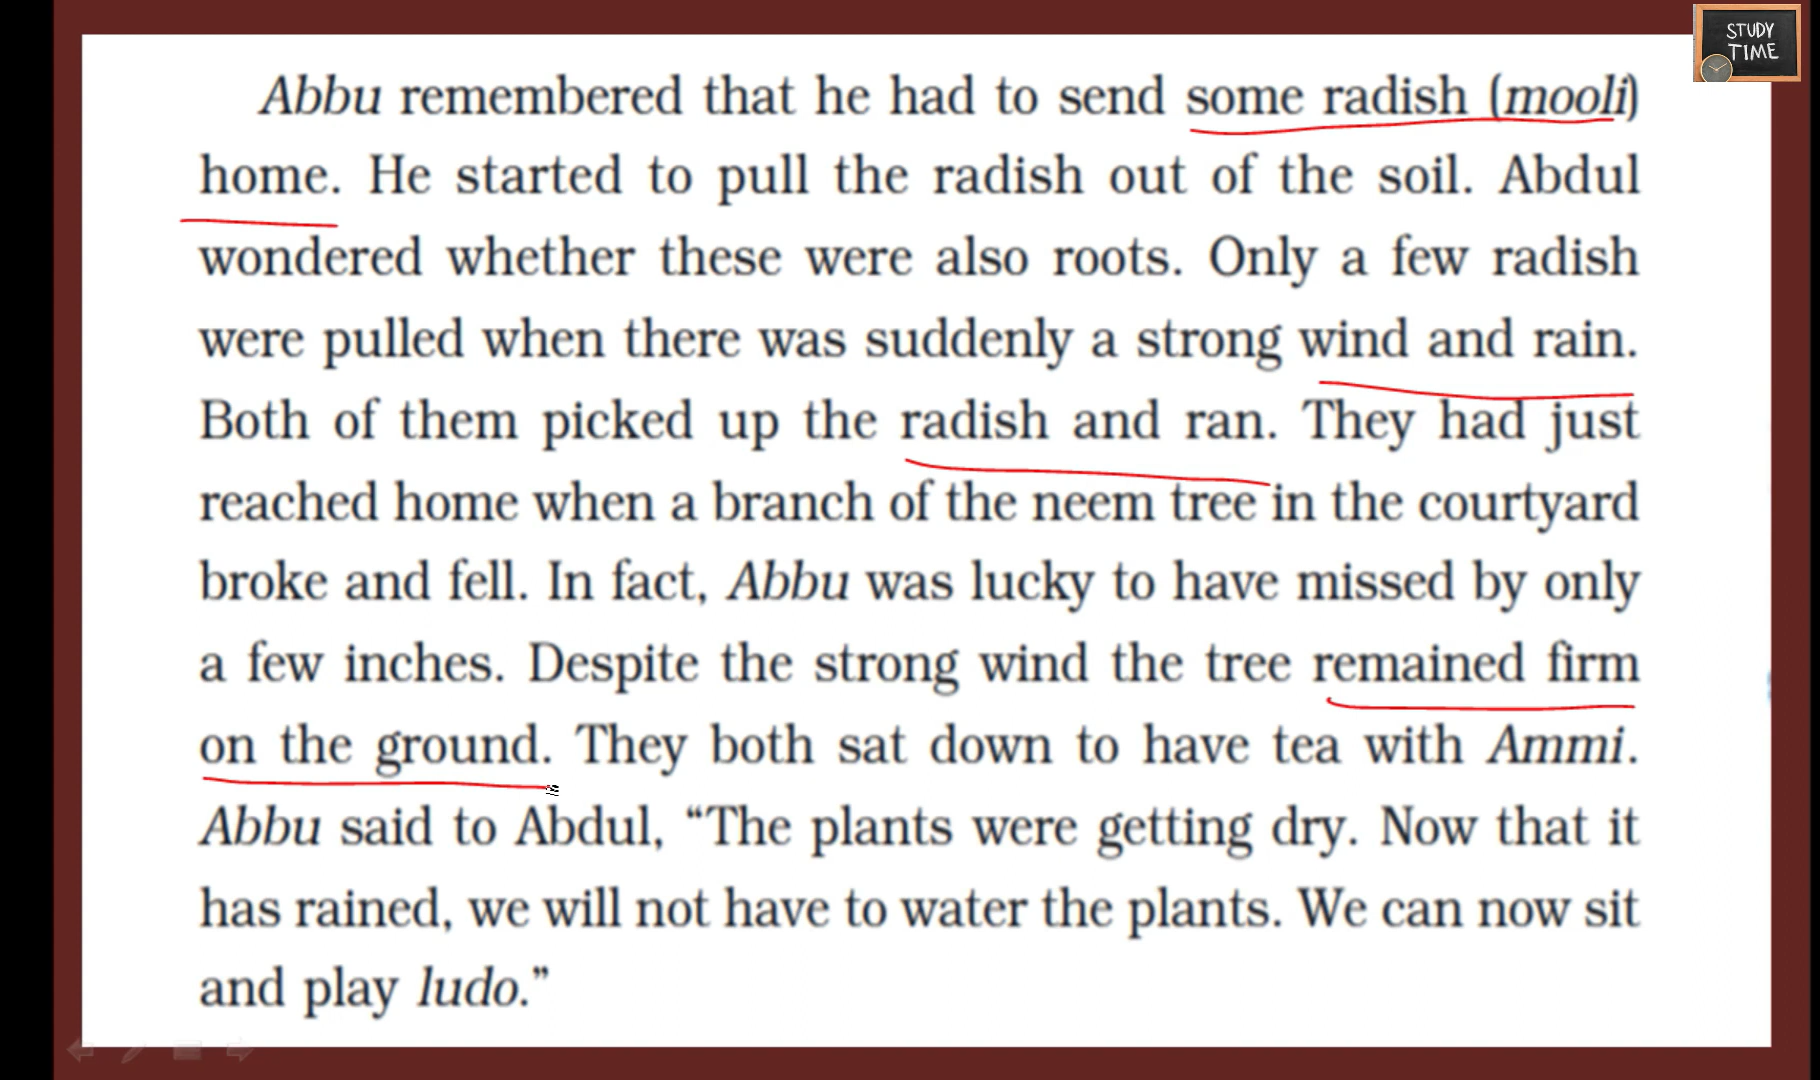 STUDY
TIME
Abbu remembered that he had to send some radish (mooli)
home. He started to pull the radish out of the soil. Abdul
wondered whether these were also roots. Only a few radish
were pulled when there was suddenly a strong wind and rain.
Both of them picked up the radish and ran. They had just
reached home when a branch of the neem tree in the courtyard
broke and fell. In fact, Abbu was lucky to have missed by only
a few inches. Despite the strong wind the tree remained firm
on the ground. They both sat down to have tea with Ammi.
Abbu said to Abdul, “The plants were getting dry. Now that it
has rained, we will not have to water the plants. We can now sit
and play ludo.”